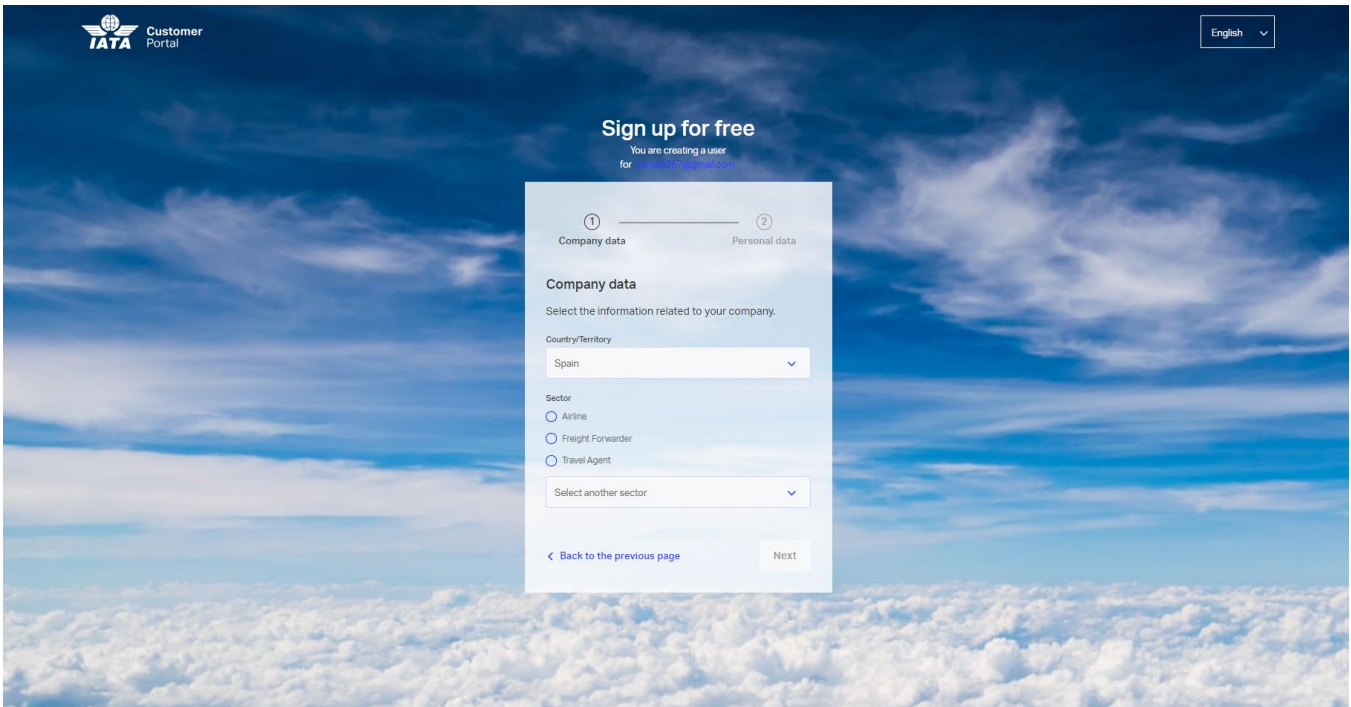 IATA
Customer
Portal
English
Sign up for free
You are creating a user
for
1
2
Company data
Personal data
Company data
Select the information related to your company.
Country/Territory
Spain
Sector
Airline
Freight Forwarder
Travel Agent
Select another sector
Back to the previous page
Next